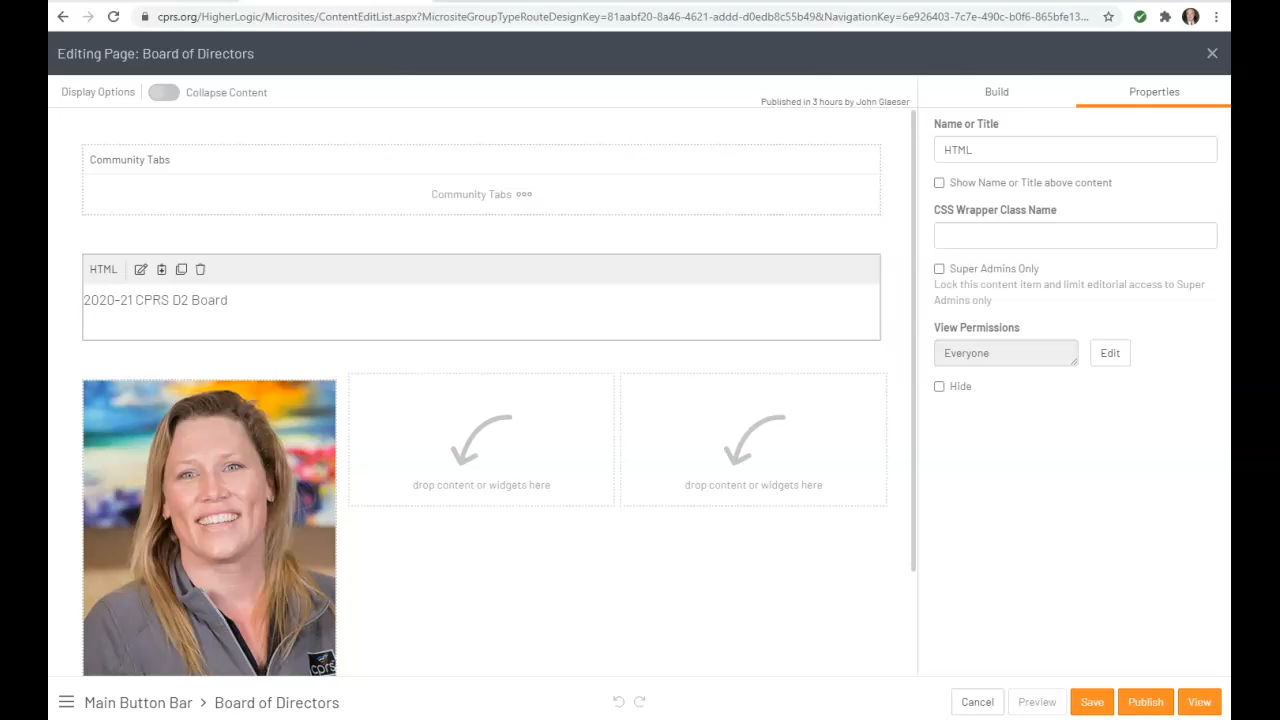 cprs.org/HigherLogic/Microsites/ContentEditList.aspx?MicrositeGroupTypeRouteDesignKey=81aabf20-8a46-4621-addd-d0edb8c55b49&NavigationKey=6e926403-7c7e-490c-b0f6-865bfe13...
Editing Page: Board of Directors
Display Options
Collapse Content
Published in 3 hours by John Glaeser
Build
Properties
Community Tabs
Community Tabs
HTML
2020-21 CPRS D2 Board
drop content or widgets here
drop content or widgets here
cprs
Name or Title
HTML
Show Name or Title above content
CSS Wrapper Class Name
Super Admins Only
Lock this content item and limit editorial access to Super
Admins only
View Permissions
Everyone
Edit
Hide
Main Button Bar > Board of Directors
Cancel
Preview
Save
Publish
View